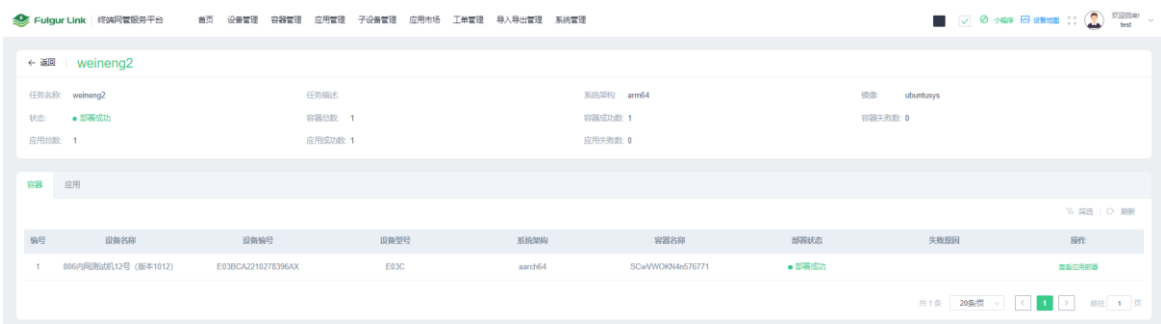 Fulgur Link 终端网管服务平台 首页 设备管理 容器管理 应用管理 子设备管理 应用市场 工单管理 导入导出管理 系统管理 小程序 设备地图 欢迎回来! test
← 返回 weineng2
任务名称: weineng2 任务描述: 系统架构: arm64 镜像: ubuntusys
状态: 部署成功 容器总数: 1 容器成功数: 1 容器失败数: 0
应用总数: 1 应用成功数: 1 应用失败数: 0
容器 应用
筛选 刷新
编号 设备名称 设备编号 设备型号 系统架构 容器名称 部署状态 失败原因 操作
1 806内网测试机12号 (版本1012) E03BCA2210278396AX E03C aarch64 SCwVWOKN4n576771 部署成功 查看应用部署
共 1 条 20条/页 < 1 > 前往 1 页